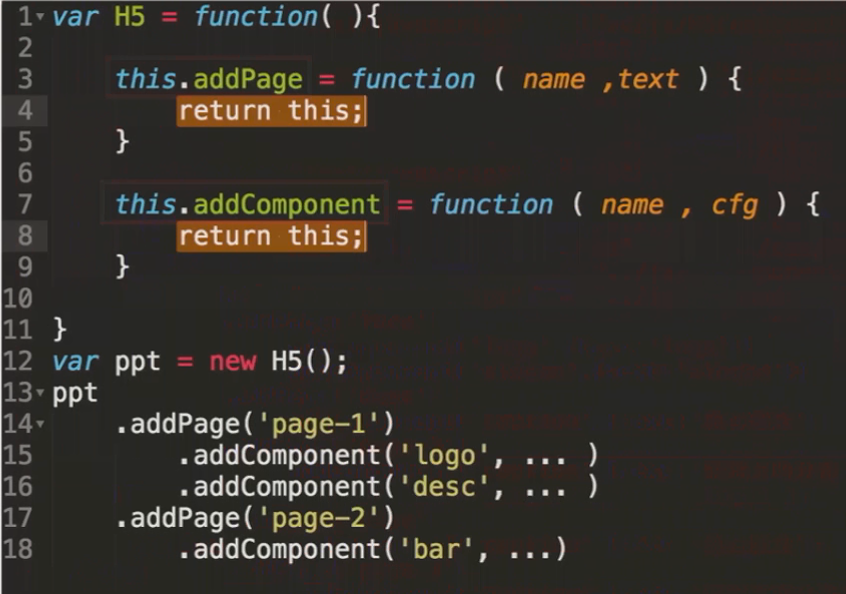 1 var H5 = function( ){
2
3 this.addPage = function ( name ,text ) {
4 return this;
5 }
6
7 this.addComponent = function ( name , cfg ) {
8 return this;
9 }
10
11 }
12 var ppt = new H5();
13 ppt
14 .addPage('page-1')
15 .addComponent('logo', ... )
16 .addComponent('desc', ... )
17 .addPage('page-2')
18 .addComponent('bar', ...)